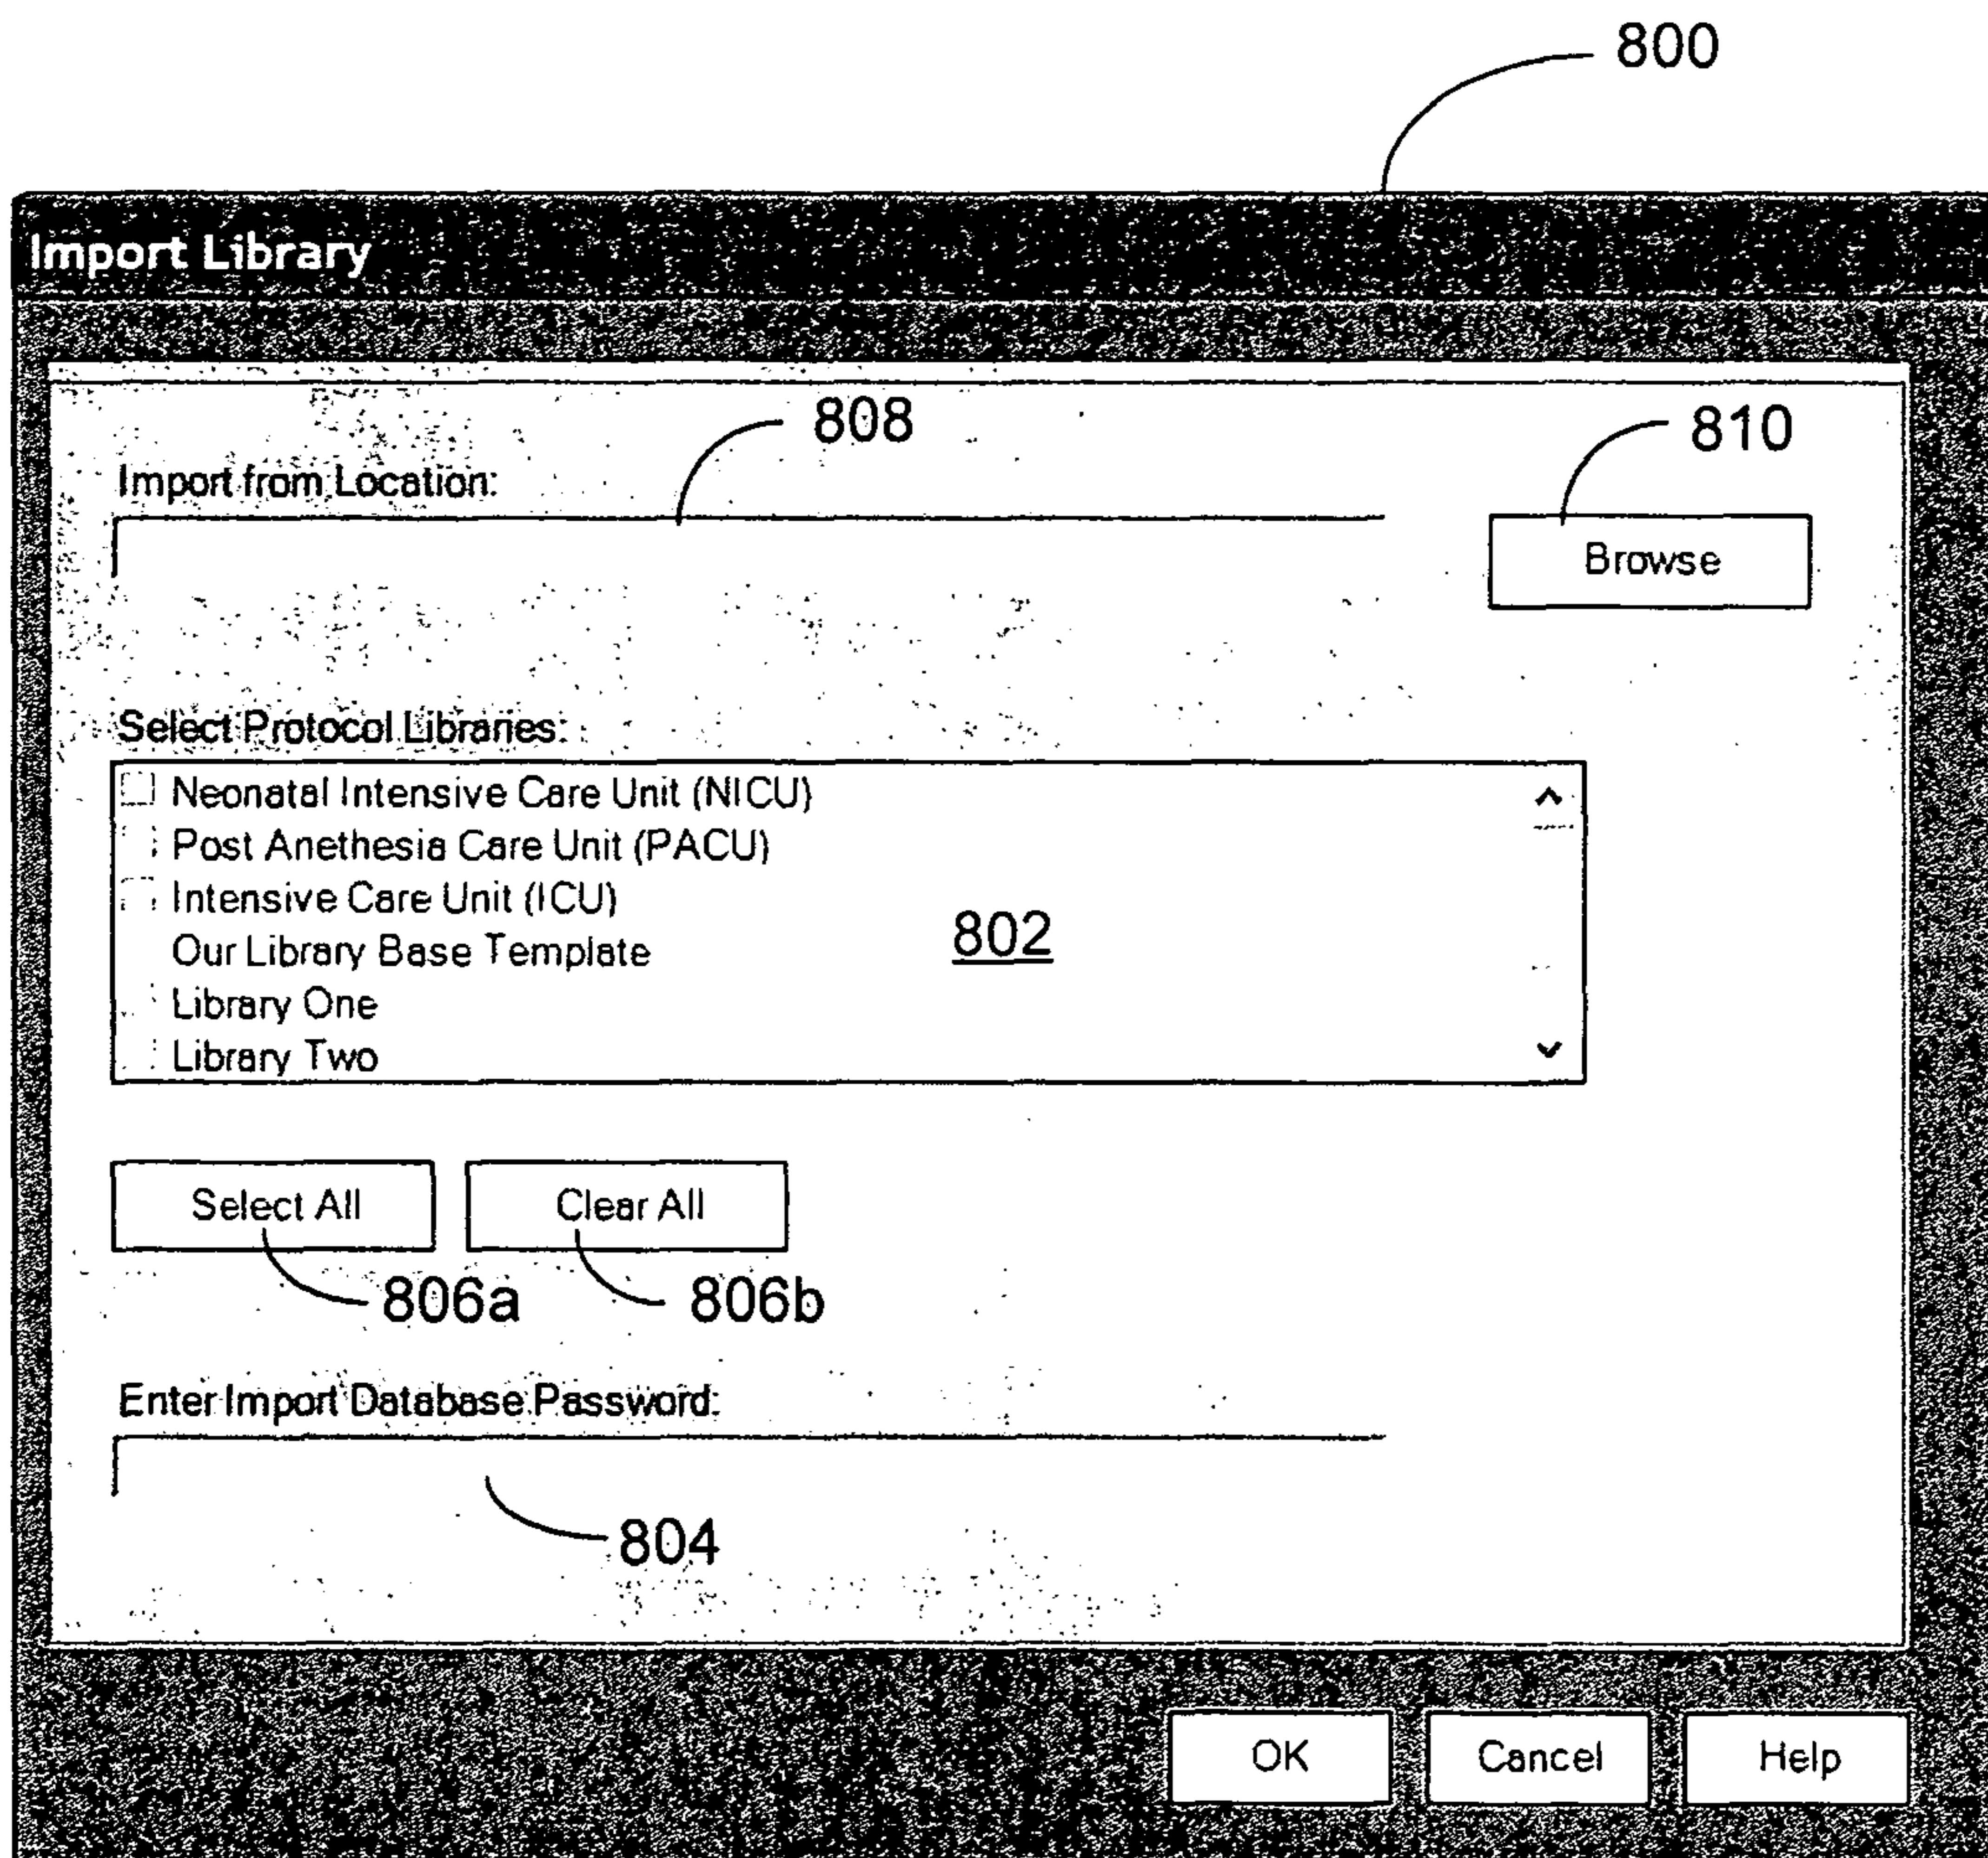 800
Import Library
808
810
Import from Location:
Browse
Select Protocol Libraries:
Neonatal Intensive Care Unit (NICU)
Post Anethesia Care Unit (PACU)
Intensive Care Unit (ICU)
Our Library Base Template
802
Library One
Library Two
Select All
Clear All
806a
806b
Enter Import Database Password:
804
OK
Cancel
Help